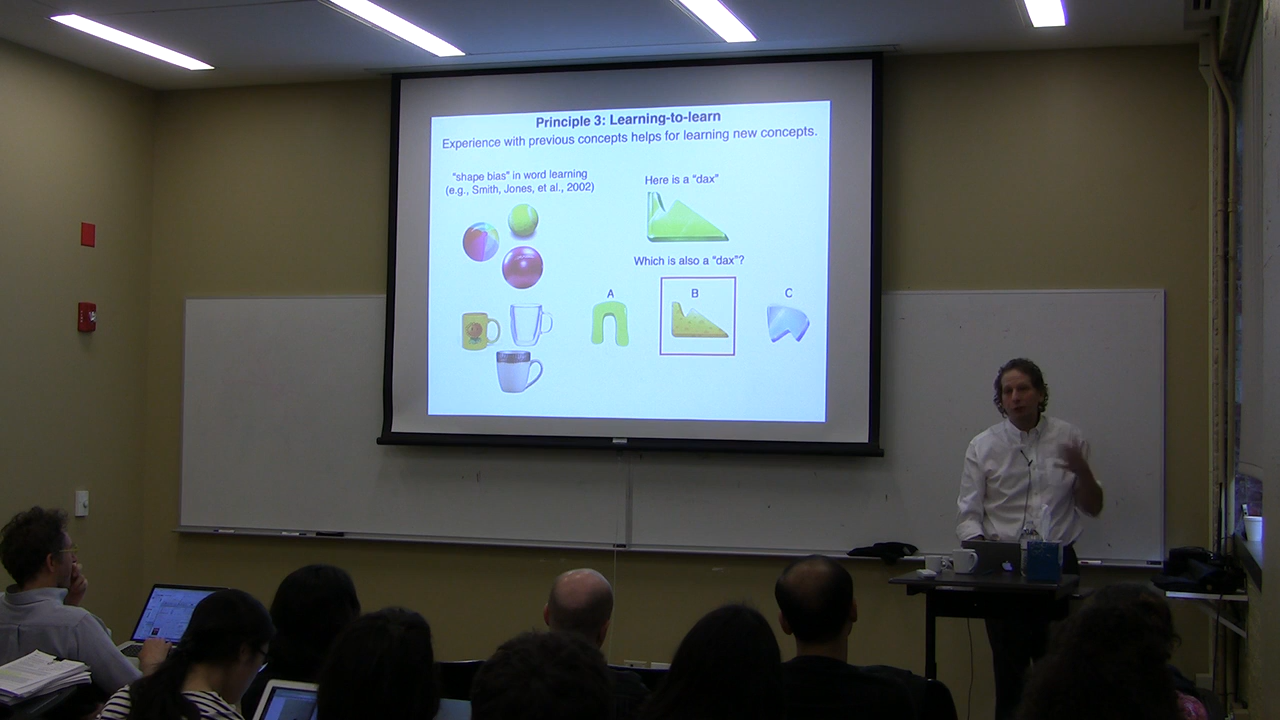 Principle 3: Learning-to-learn
Experience with previous concepts helps for learning new concepts.
"shape bias" in word learning
(e.g., Smith, Jones, et al., 2002)
Here is a "dax"
Which is also a "dax"?
A
B
C